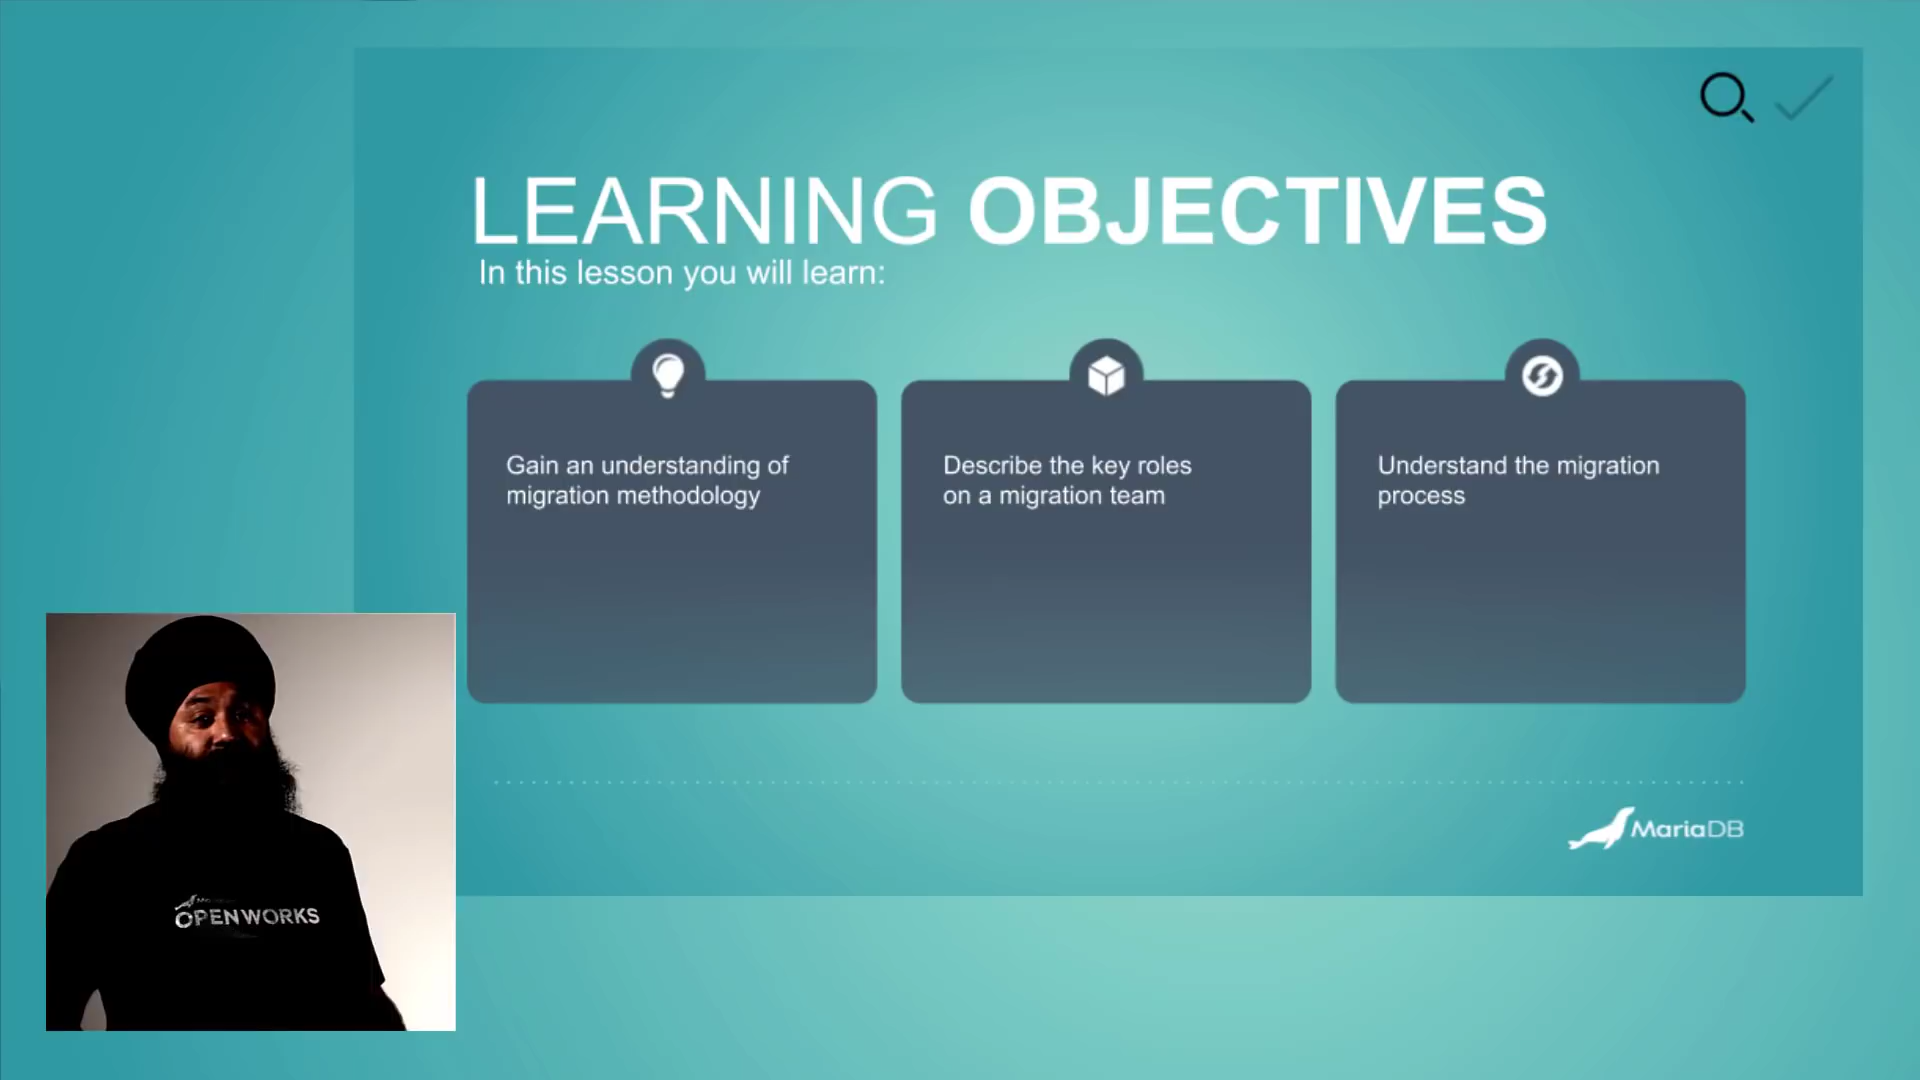 LEARNING OBJECTIVES
In this lesson you will learn:
Gain an understanding of
migration methodology
Describe the key roles
on a migration team
Understand the migration
process
MariaDB
OPENWORKS